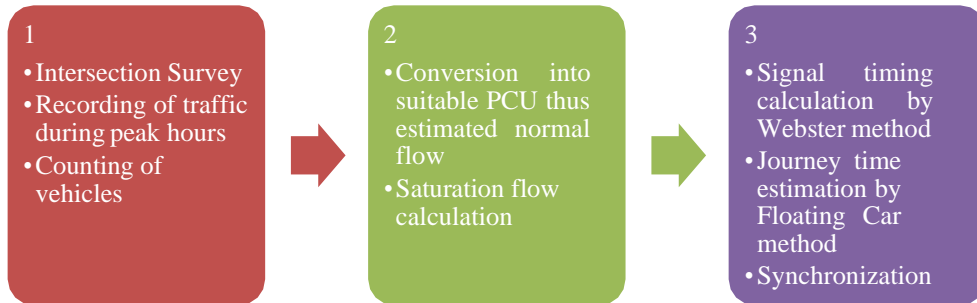 1
•Intersection Survey
•Recording of traffic
during peak hours
•Counting of
vehicles
2
•Conversion into
suitable PCU thus
estimated normal
flow
•Saturation flow
calculation
3
•Signal timing
calculation by
Webster method
•Journey time
estimation by
Floating Car
method
•Synchronization